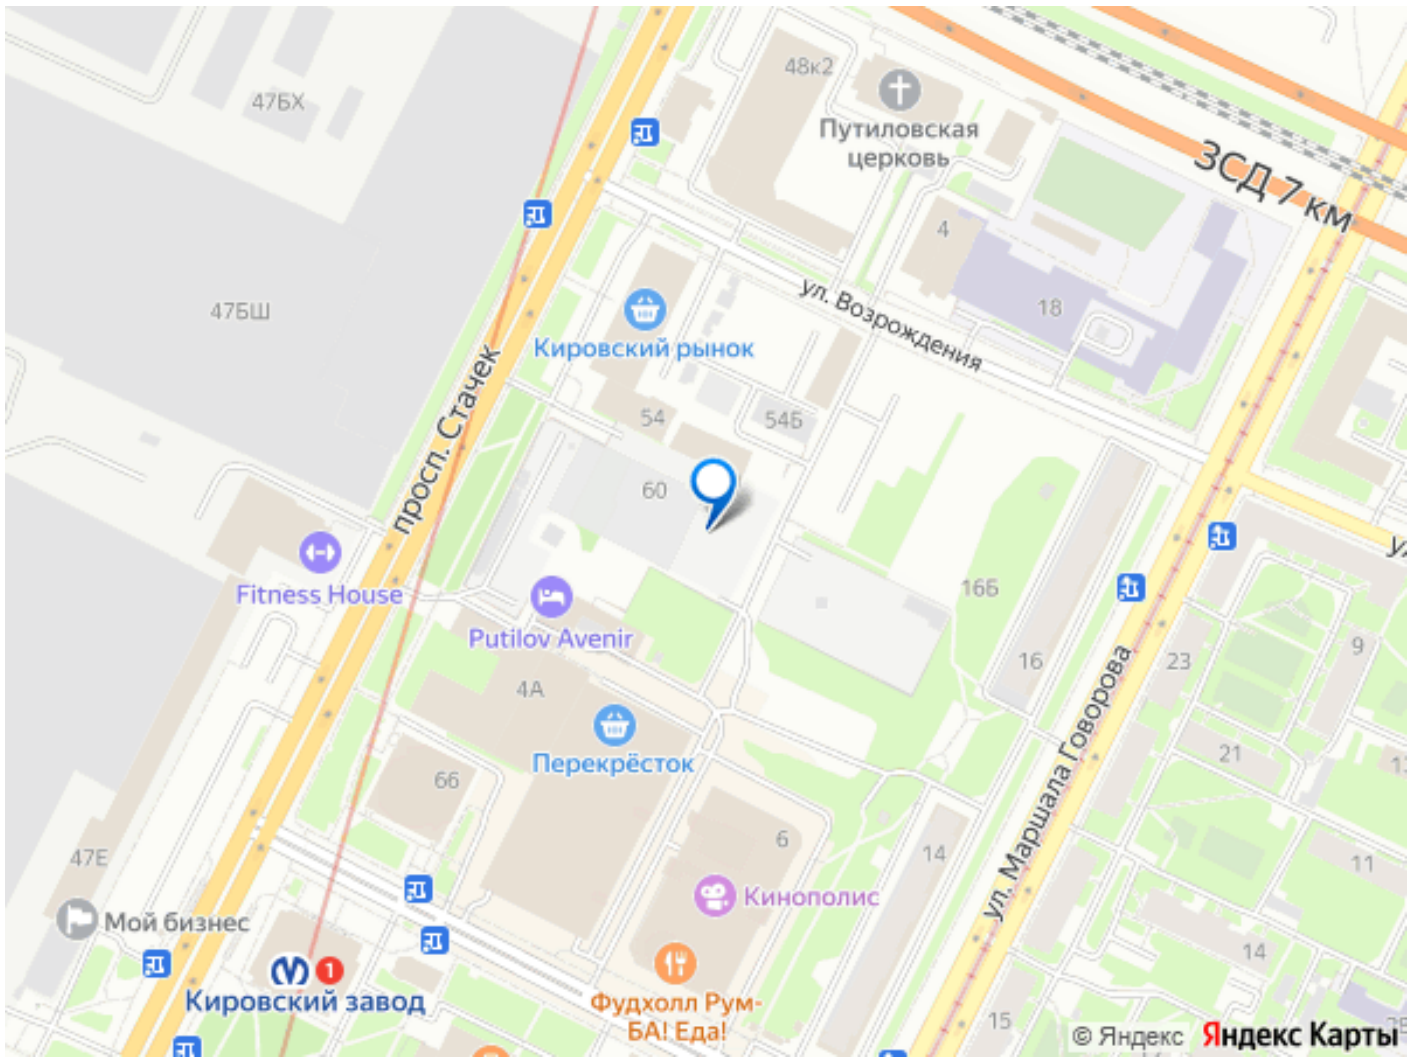 47БХ
48к2
Путиловская
церковь
ЗСД 7 км
4
47БШ
18
ул. Возрождения
Кировский рынок
просп. Стачек
54
54Б
60
Fitness House
Putilov Avenir
16Б
16
23
9
4А
Перекрёсток
ул. Маршала Говорова
21
66
6
14
11
47Е
Мой бизнес
Кинополис
14
1
Кировский завод
Фудхолл Рум-
БА! Еда!
15
© Яндекс Яндекс Карты